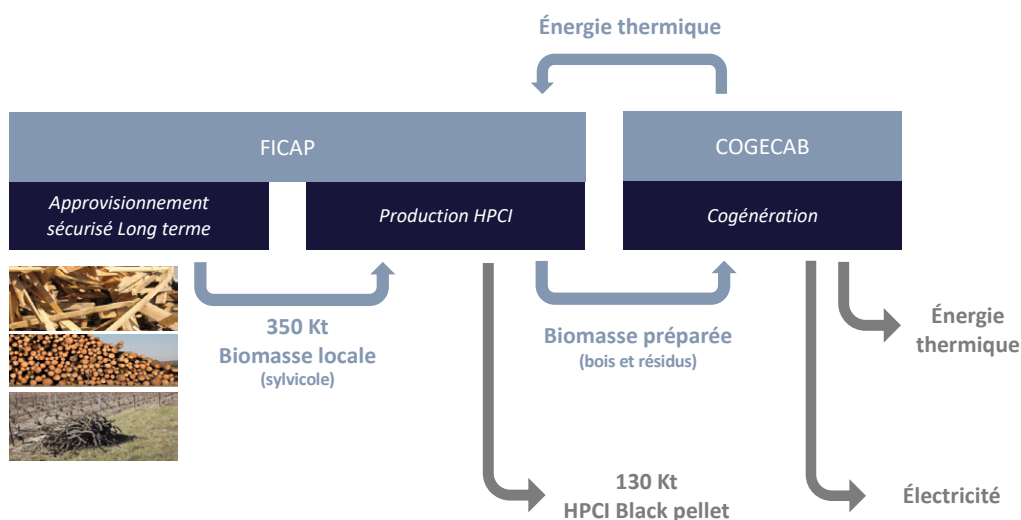 Énergie thermique
FICAP
COGECAB
Approvisionnement
sécurisé Long terme
Production HPCI
Cogénération
350 Kt
Biomasse locale
(sylvicole)
Biomasse préparée
(bois et résidus)
Énergie
thermique
130 Kt
HPCI Black pellet
Électricité